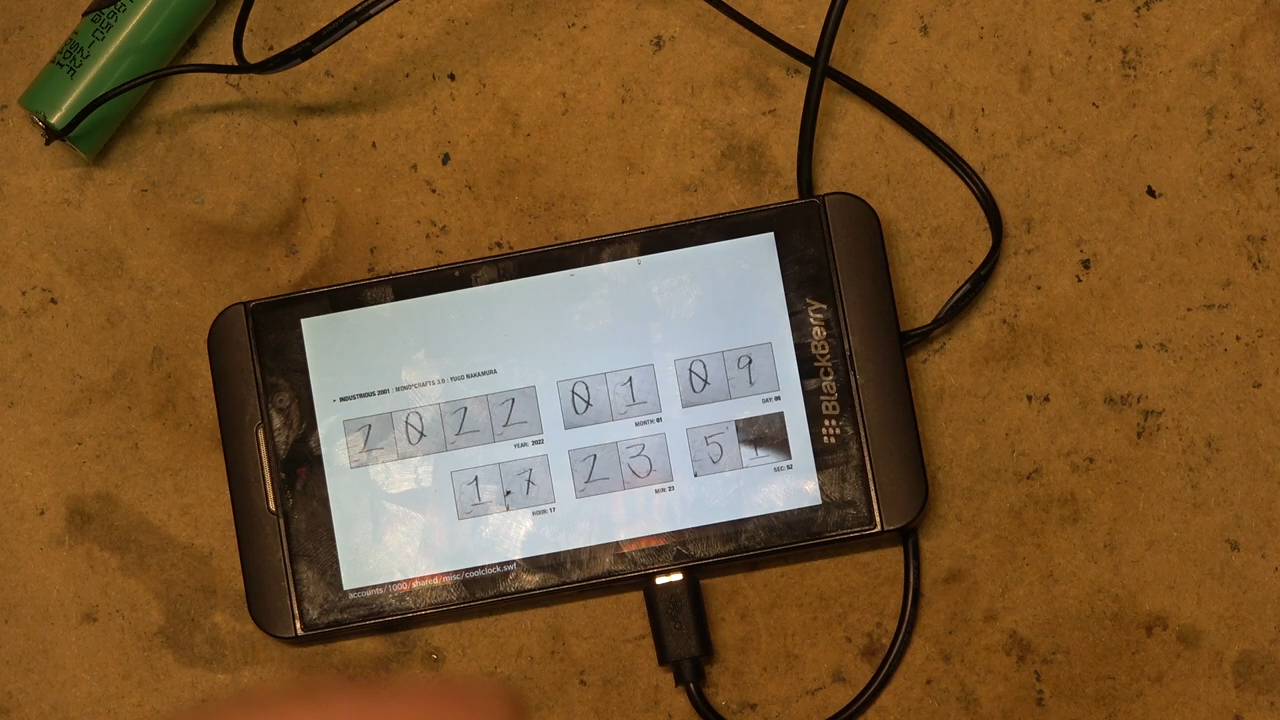 ▸ INDUSTRIOUS 2001 : MONO*CRAFTS 3.0 : YUGO NAKAMURA
2022 01 09
YEAR: 2022 MONTH: 01 DAY: 09
17 23 51
HOUR: 17 MIN: 23 SEC: 52
accounts/1000/shared/misc/coolclock.swf
BlackBerry